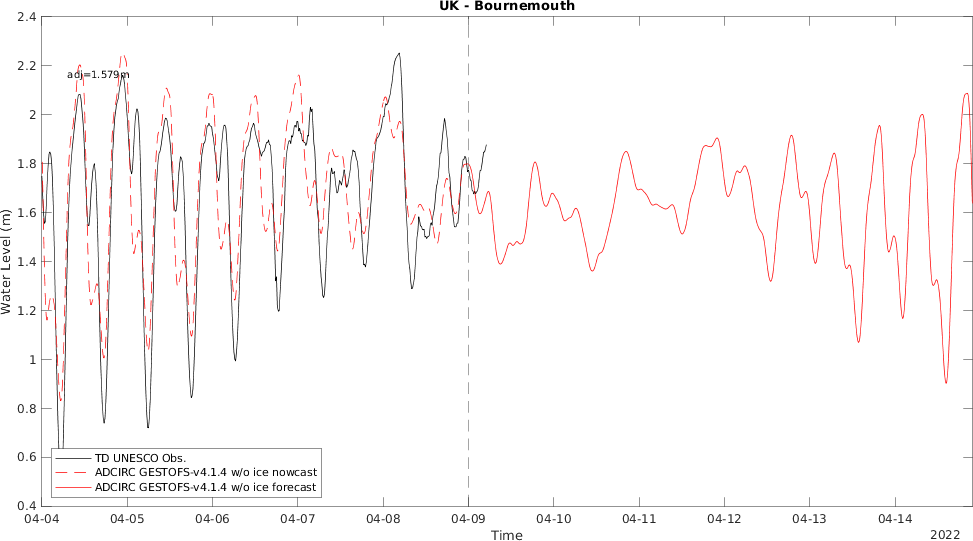 UK - Bournemouth
2.4
2.2
2
1.8
1.6
1.4
1.2
1
0.8
0.6
0.4
Water Level (m)
adj=1.579m
TD UNESCO Obs.
ADCIRC GESTOFS-v4.1.4 w/o ice nowcast
ADCIRC GESTOFS-v4.1.4 w/o ice forecast
04-04 04-05 04-06 04-07 04-08 04-09 04-10 04-11 04-12 04-13 04-14
Time
2022